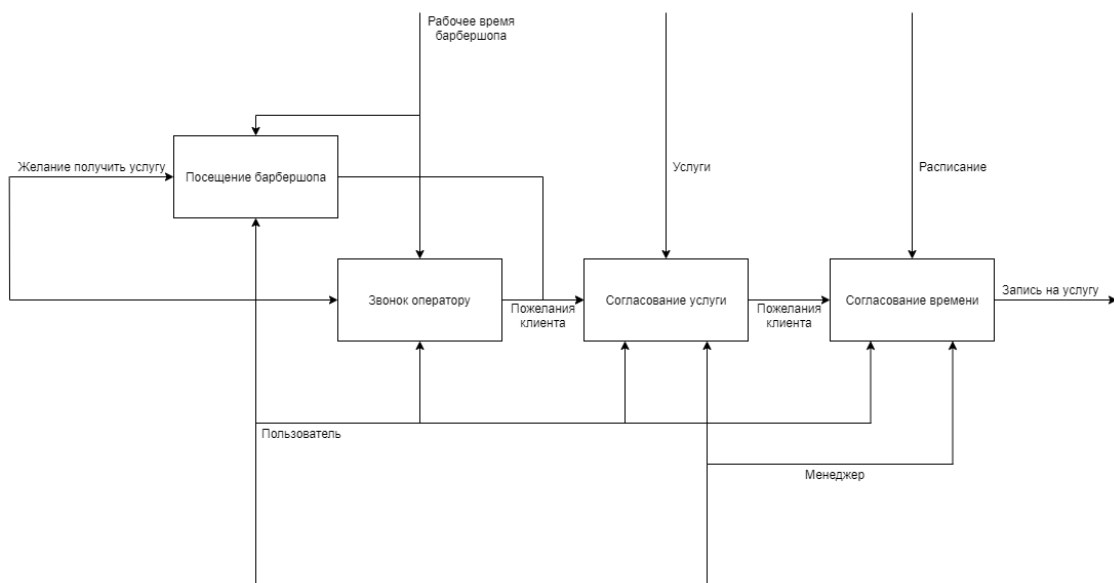 Рабочее время
барбершопа
Желание получить услугу
Посещение барбершопа
Услуги
Расписание
Звонок оператору
Пожелания
клиента
Согласование услуги
Пожелания
клиента
Согласование времени
Запись на услугу
Пользователь
Менеджер